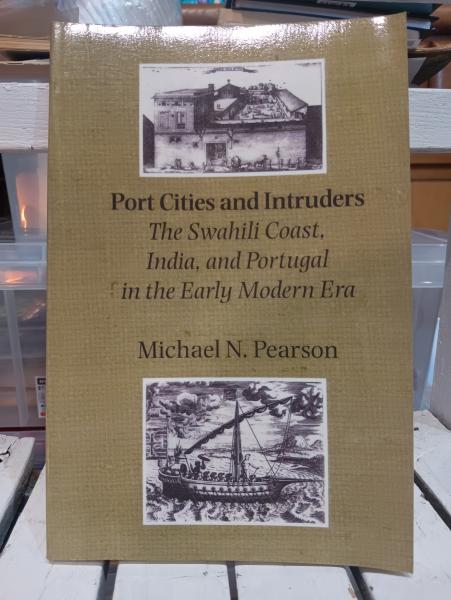 Port Cities and Intruders
The Swahili Coast,
India, and Portugal
in the Early Modern Era
Michael N. Pearson